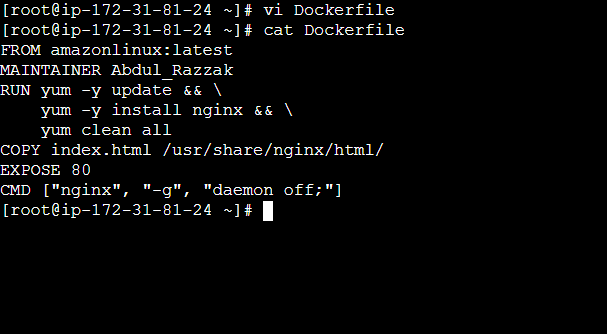 [root@ip-172-31-81-24 ~]# vi Dockerfile
[root@ip-172-31-81-24 ~]# cat Dockerfile
FROM amazonlinux:latest
MAINTAINER Abdul_Razzak
RUN yum -y update && \
    yum -y install nginx && \
    yum clean all
COPY index.html /usr/share/nginx/html/
EXPOSE 80
CMD ["nginx", "-g", "daemon off;"]
[root@ip-172-31-81-24 ~]#